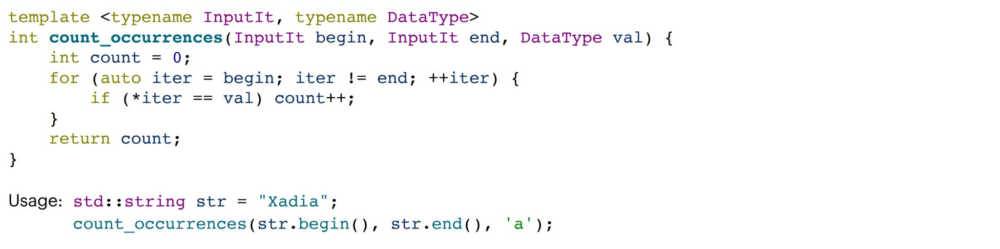 template <typename InputIt, typename DataType>
int count_occurrences(InputIt begin, InputIt end, DataType val) {
    int count = 0;
    for (auto iter = begin; iter != end; ++iter) {
        if (*iter == val) count++;
    }
    return count;
}
Usage: std::string str = "Xadia";
count_occurrences(str.begin(), str.end(), 'a');